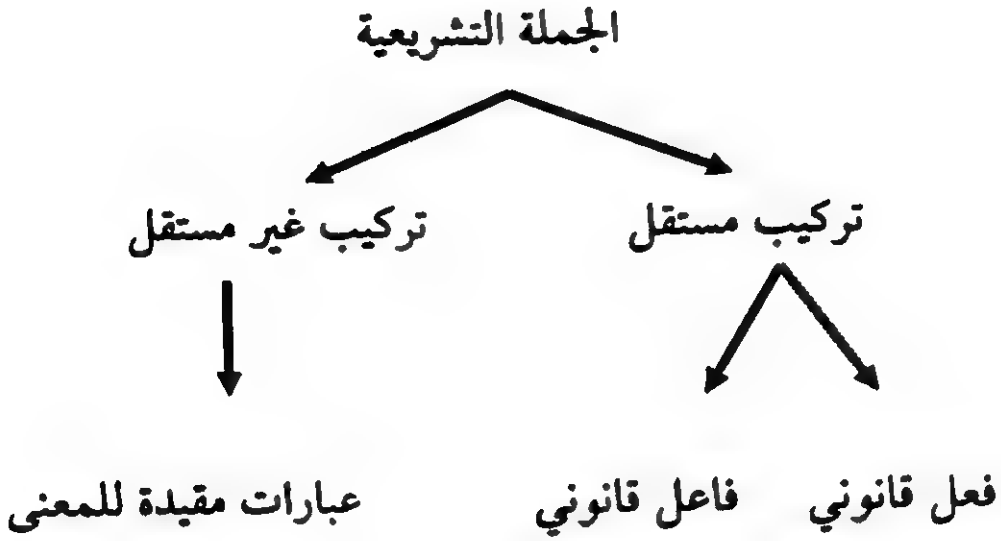 الجملة التشريعية
تركيب مستقل
تركيب غير مستقل
فعل قانوني
فاعل قانوني
عبارات مقيدة للمعنى